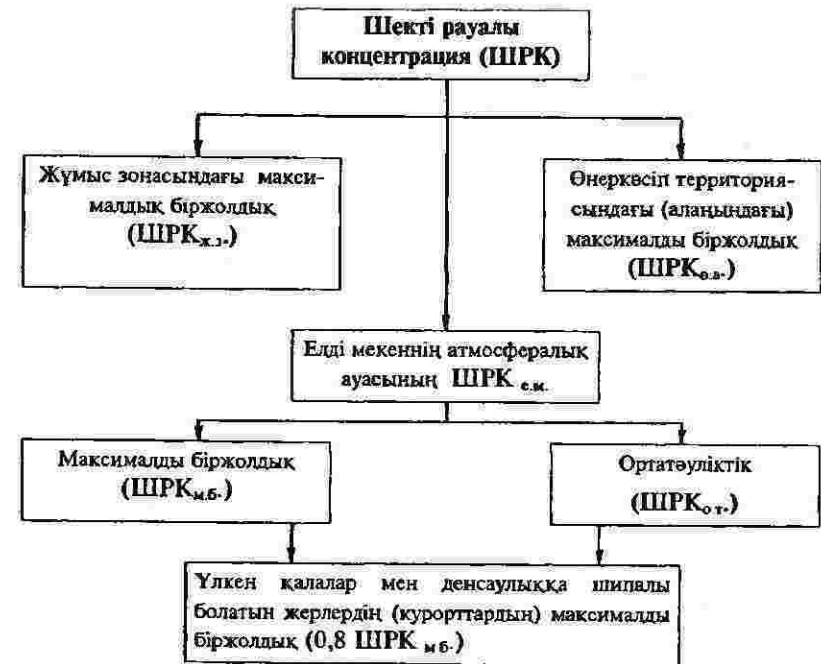 Шекті рауалы
концентрация (ШРК)
Жұмыс зонасындағы макси-
малдық біржолдық
(ШРКж.з.)
Өнеркәсіп территория-
сындағы (алаңындағы)
максималды біржолдық
(ШРКө.а.)
Елді мекеннің атмосфералық
ауасының ШРК е.м.
Максималды біржолдық
(ШРКм.б.)
Ортатәуліктік
(ШРКо т.)
Үлкен қалалар мен денсаулыққа шипалы
болатын жерлердің (курорттардың) максималды
біржолдық (0,8 ШРК м б.)